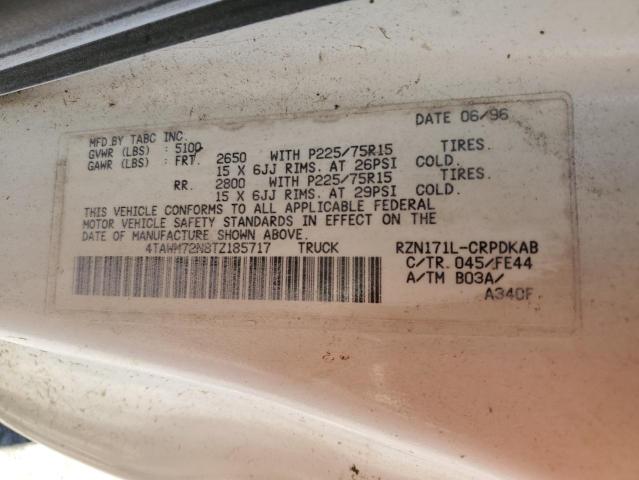 DATE 06/96
MFD.BY TABC INC.
GVWR (LBS) : 5100
GAWR (LBS) : FRT. 2650 WITH P225/75R15 TIRES.
15 X 6JJ RIMS. AT 26PSI COLD.
RR. 2800 WITH P225/75R15 TIRES.
15 X 6JJ RIMS. AT 29PSI COLD.
THIS VEHICLE CONFORMS TO ALL APPLICABLE FEDERAL
MOTOR VEHICLE SAFETY STANDARDS IN EFFECT ON THE
DATE OF MANUFACTURE SHOWN ABOVE.
4TAWM72N8TZ185717 TRUCK RZN171L-CRPDKAB
C/TR. 045/FE44
A/TM B03A/
A340F